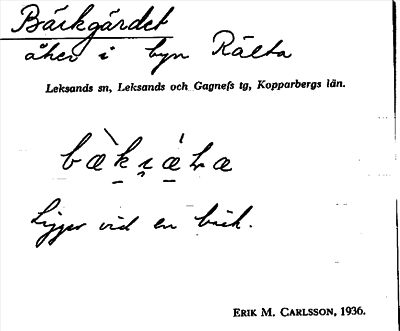 Bäckgärdet
åker i byn Rälta
Leksands sn, Leksands och Gagnefs tg, Kopparbergs län.
Ligger vid en bäck.
ERIK M. CARLSSON, 1936.